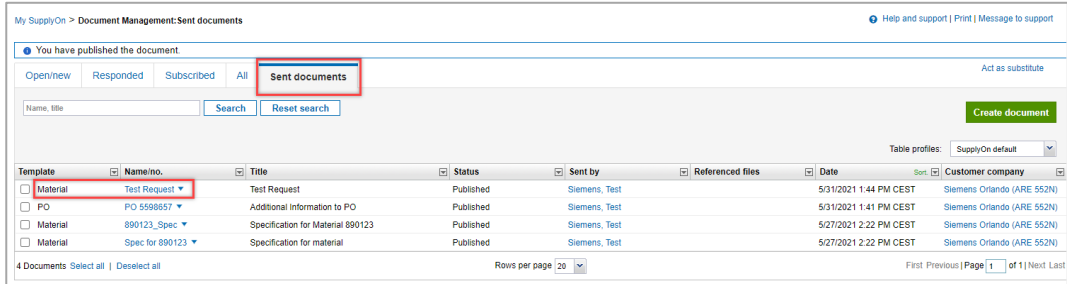 My SupplyOn > Document Management:Sent documents Help and support | Print | Message to support
You have published the document.
Open/new Responded Subscribed All Sent documents Act as substitute
Name, title Search Reset search
Create document
Table profiles: SupplyOn default
Template Name/no. Title Status Sent by Referenced files Date Sort. Customer company
Material Test Request Test Request Published Siemens, Test 5/31/2021 1:44 PM CEST Siemens Orlando (ARE 552N)
PO PO 5598657 Additional Information to PO Published Siemens, Test 5/31/2021 1:41 PM CEST Siemens Orlando (ARE 552N)
Material 890123_Spec Specification for Material 890123 Published Siemens, Test 5/27/2021 2:22 PM CEST Siemens Orlando (ARE 552N)
Material Spec for 890123 Specification for material Published Siemens, Test 5/27/2021 2:22 PM CEST Siemens Orlando (ARE 552N)
4 Documents Select all | Deselect all Rows per page 20 First Previous | Page 1 of 1 | Next Last